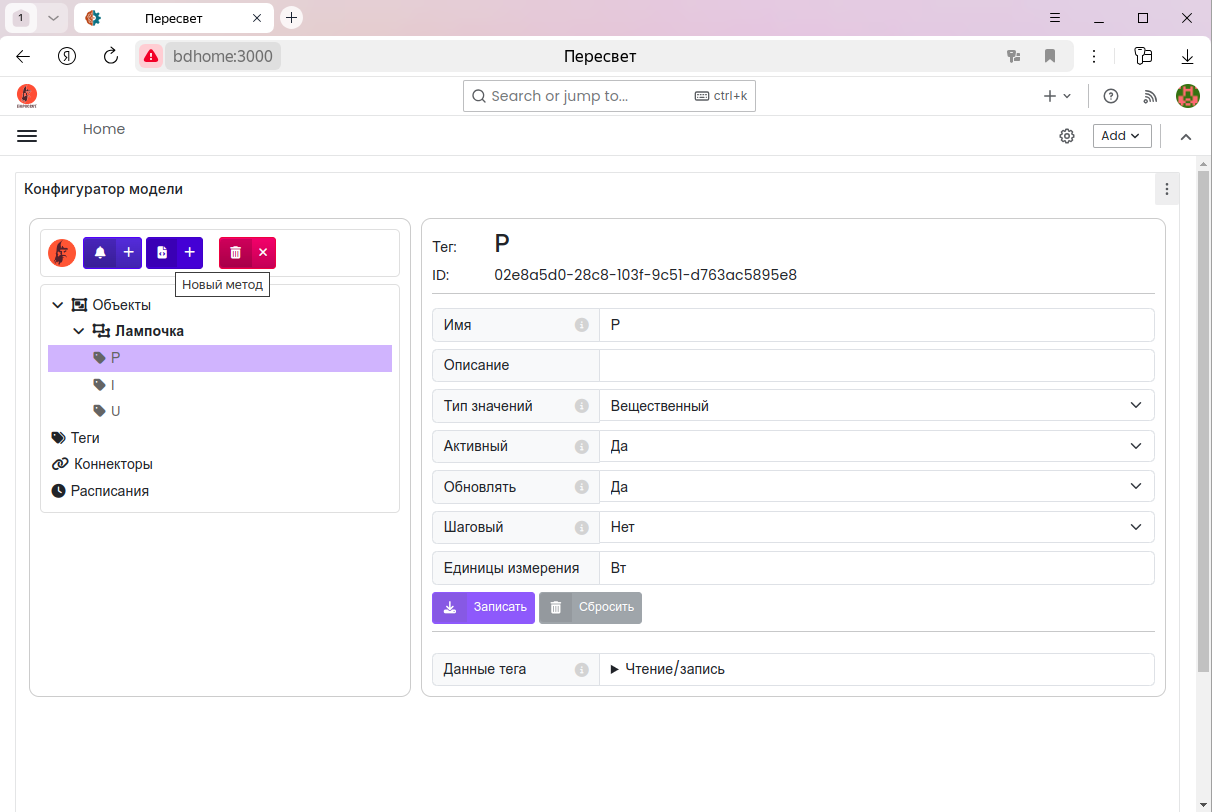 1
Пересвет
bdhome:3000
Пересвет
Search or jump to...
ctrl+k
Home
Add
Конфигуратор модели
Новый метод
Объекты
Лампочка
P
I
U
Теги
Коннекторы
Расписания
Тег: P
ID: 02e8a5d0-28c8-103f-9c51-d763ac5895e8
Имя P
Описание
Тип значений Вещественный
Активный Да
Обновлять Да
Шаговый Нет
Единицы измерения Вт
Записать Сбросить
Данные тега Чтение/запись